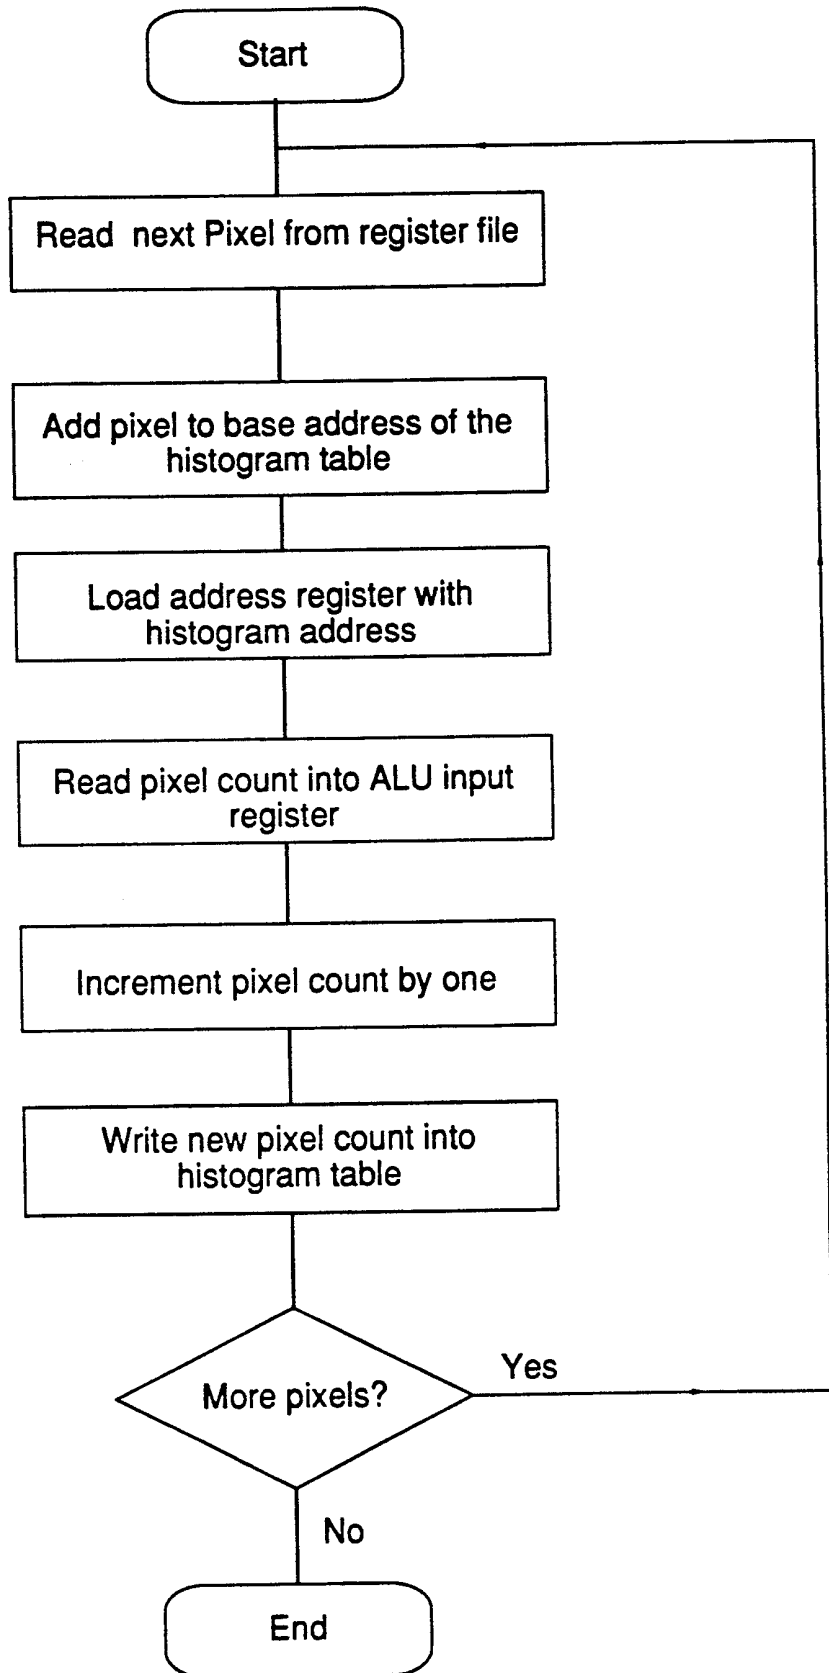 Start
Read next Pixel from register file
Add pixel to base address of the
histogram table
Load address register with
histogram address
Read pixel count into ALU input
register
Increment pixel count by one
Write new pixel count into
histogram table
More pixels?
Yes
No
End